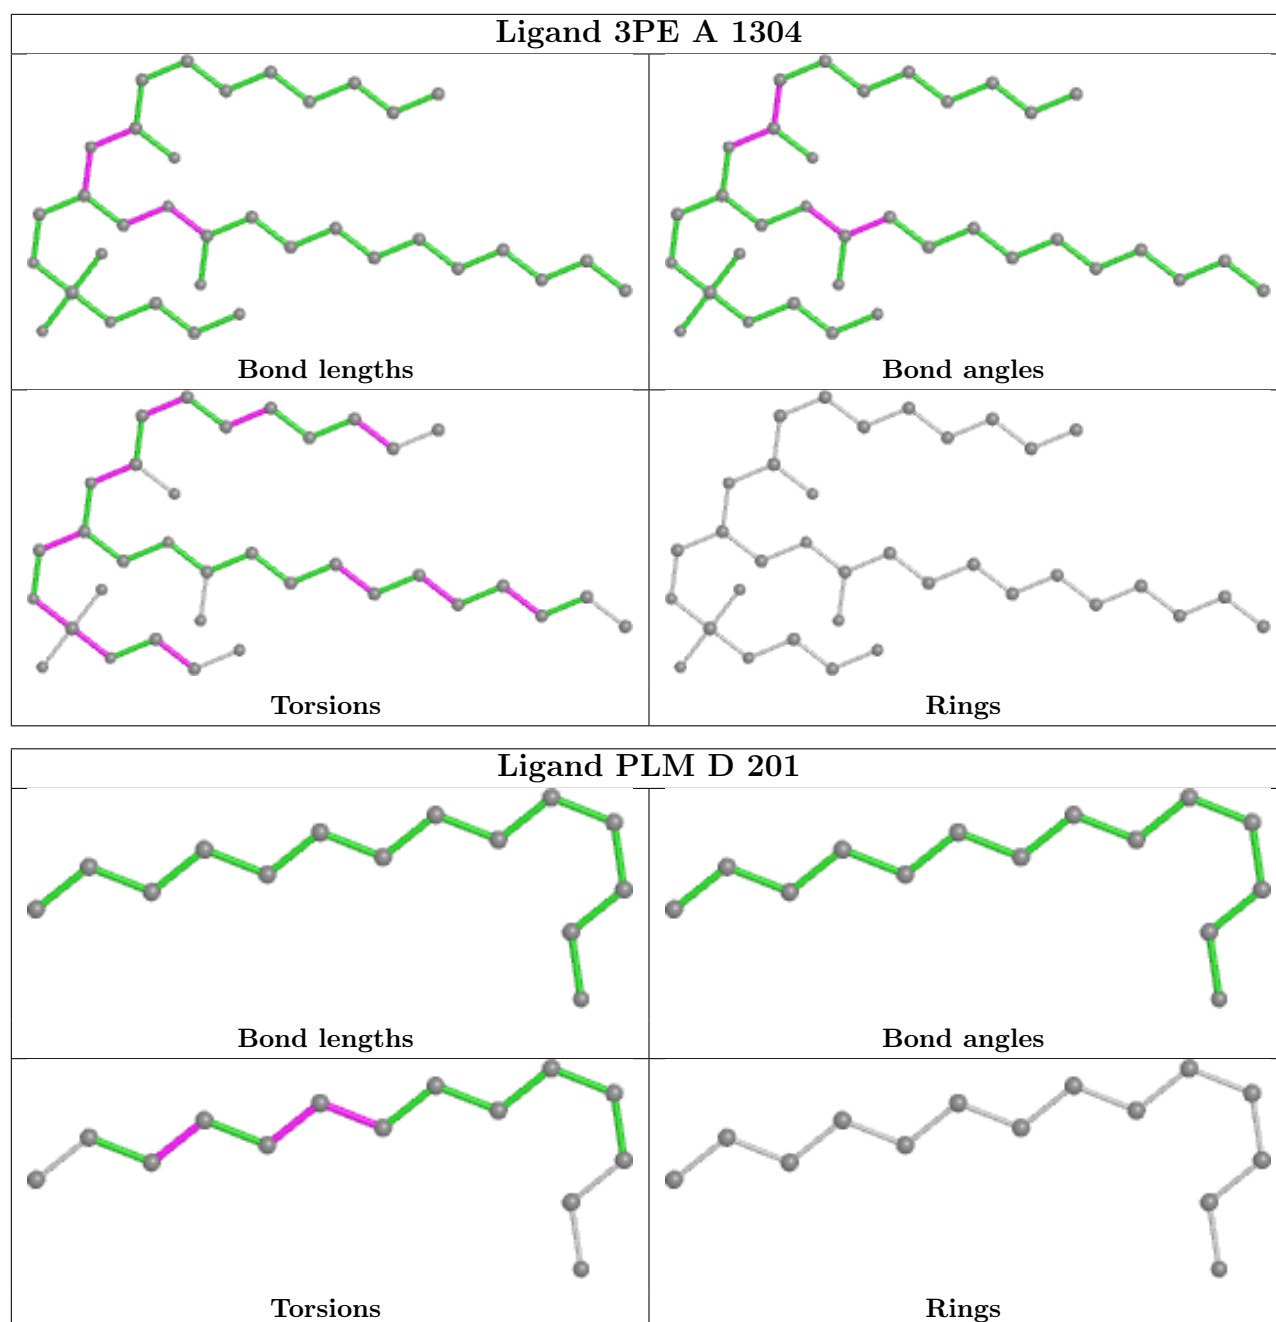 Ligand 3PE A 1304
Bond lengths
Bond angles
Torsions
Rings
Ligand PLM D 201
Bond lengths
Bond angles
Torsions
Rings